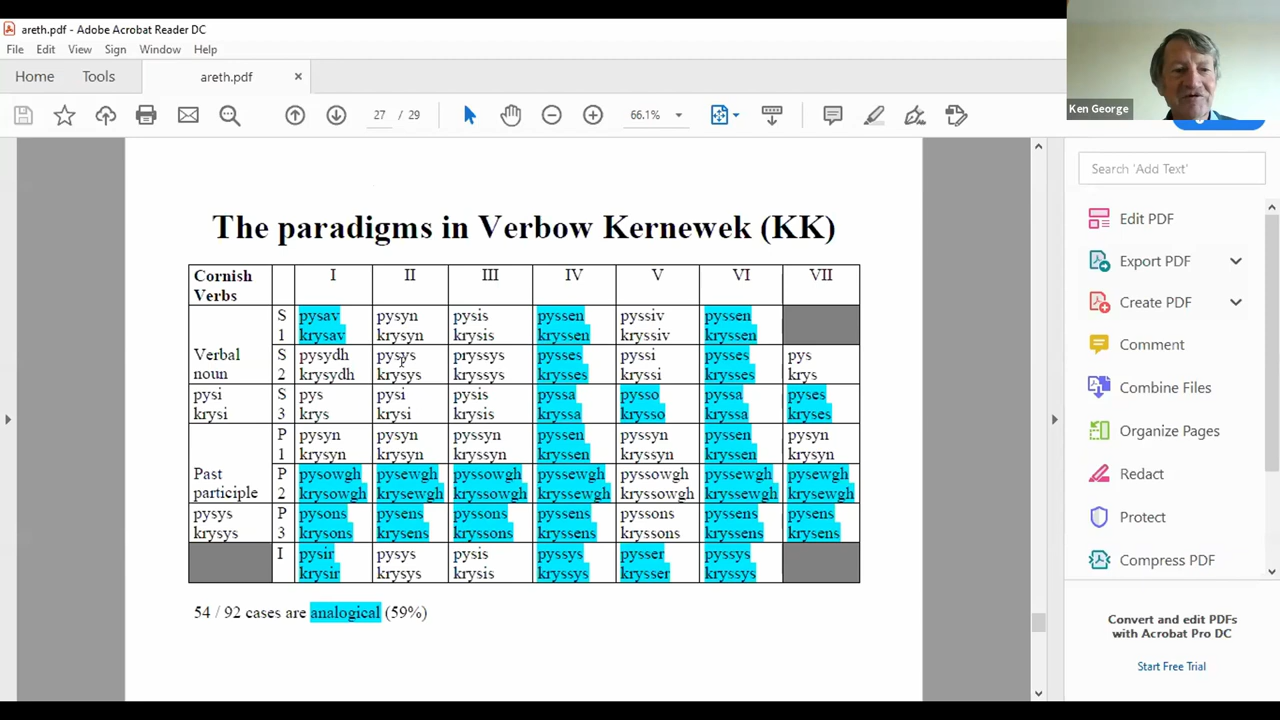 areth.pdf - Adobe Acrobat Reader DC
File Edit View Sign Window Help
Home Tools areth.pdf ×
27 / 29 66.1%
Ken George
Search 'Add Text'
Edit PDF
Export PDF
Create PDF
Comment
Combine Files
Organize Pages
Redact
Protect
Compress PDF
Convert and edit PDFs
with Acrobat Pro DC
Start Free Trial
The paradigms in Verbow Kernewek (KK)
Cornish Verbs I II III IV V VI VII
S 1 pysav pysyn pysis pyssen pyssiv pyssen
krysav krysyn krysis kryssen kryssiv kryssen
Verbal noun S 2 pysydh pysys pryssys pysses pyssi pysses pys
krysydh krysys kryssys krysses kryssi krysses krys
pysi S 3 pys pysi pysis pyssa pysso pyssa pyses
krysi krys krysi krysis kryssa krysso kryssa kryses
P 1 pysyn pysyn pyssyn pyssen pyssyn pyssen pysyn
krysyn krysyn kryssyn kryssen kryssyn kryssen krysyn
Past participle P 2 pysowgh pysewgh pyssowgh pyssewgh pyssowgh pyssewgh pysewgh
krysowgh krysewgh kryssowgh kryssewgh kryssowgh kryssewgh krysewgh
pysys P 3 pysons pysens pyssons pyssens pyssons pyssens pysens
krysys krysons krysens kryssons kryssens kryssons kryssens krysens
I pysir pysys pysis pyssys pysser pyssys
krysir krysys krysis kryssys krysser kryssys
54 / 92 cases are analogical (59%)